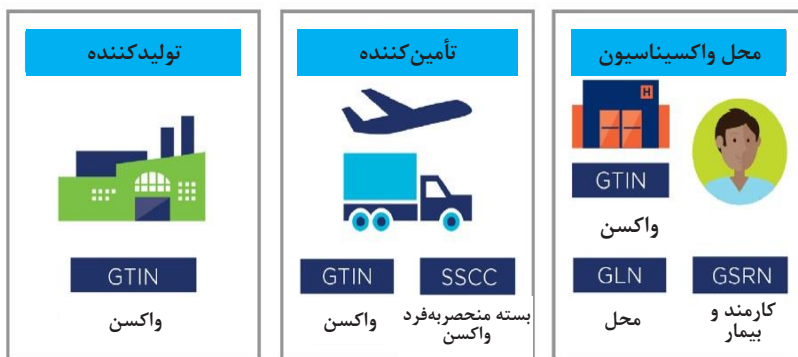 محل واکسیناسیون
H
GTIN
واکسن
GLN
محل
GSRN
کارمند و
بیمار
تأمین‌کننده
SSCC
بسته منحصربه‌فرد
واکسن
GTIN
واکسن
تولیدکننده
GTIN
واکسن